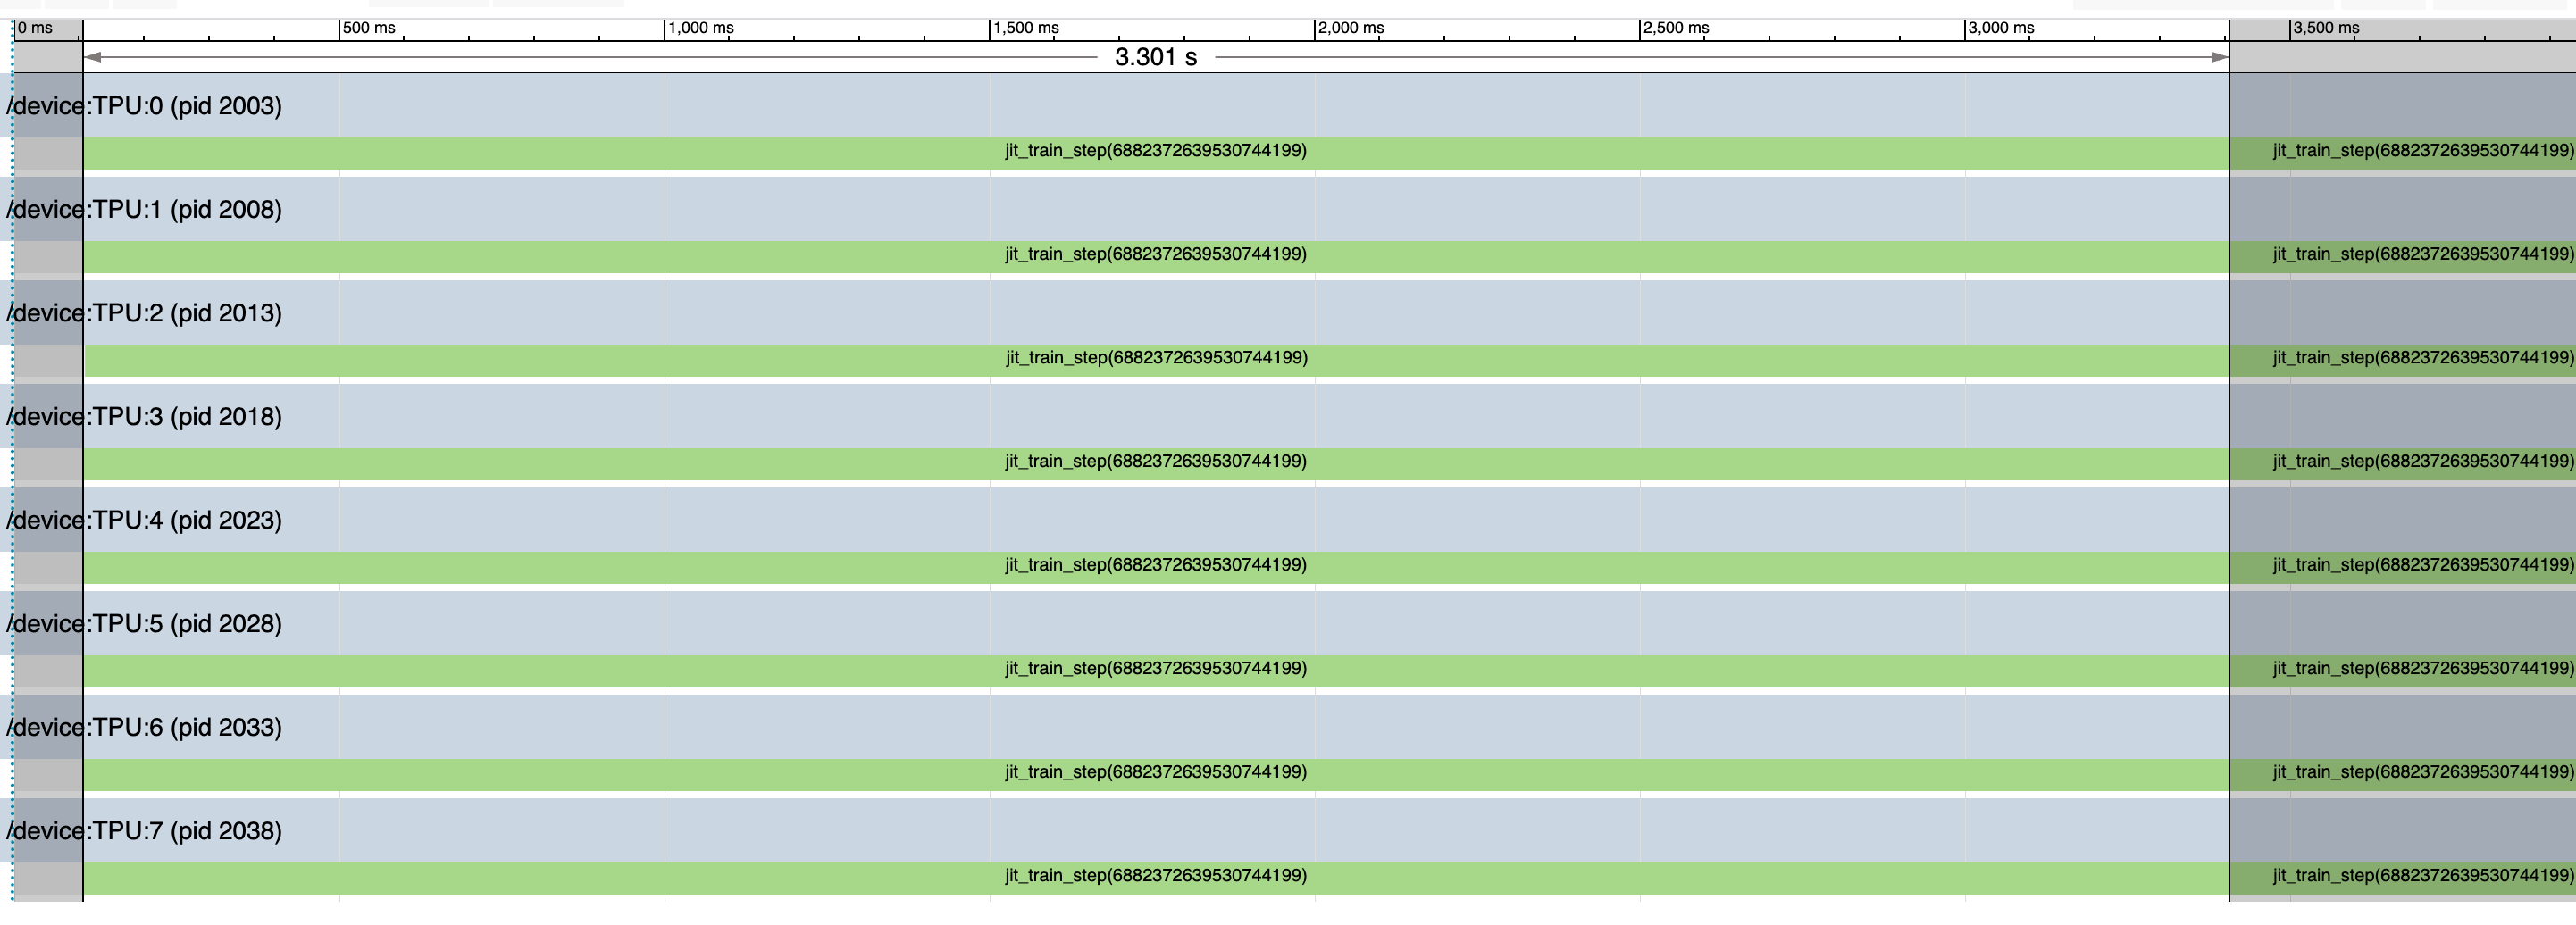 0 ms 500 ms 1,000 ms 1,500 ms 2,000 ms 2,500 ms 3,000 ms 3,500 ms
3.301 s
/device:TPU:0 (pid 2003)
jit_train_step(6882372639530744199) jit_train_step(6882372639530744199)
/device:TPU:1 (pid 2008)
jit_train_step(6882372639530744199) jit_train_step(6882372639530744199)
/device:TPU:2 (pid 2013)
jit_train_step(6882372639530744199) jit_train_step(6882372639530744199)
/device:TPU:3 (pid 2018)
jit_train_step(6882372639530744199) jit_train_step(6882372639530744199)
/device:TPU:4 (pid 2023)
jit_train_step(6882372639530744199) jit_train_step(6882372639530744199)
/device:TPU:5 (pid 2028)
jit_train_step(6882372639530744199) jit_train_step(6882372639530744199)
/device:TPU:6 (pid 2033)
jit_train_step(6882372639530744199) jit_train_step(6882372639530744199)
/device:TPU:7 (pid 2038)
jit_train_step(6882372639530744199) jit_train_step(6882372639530744199)